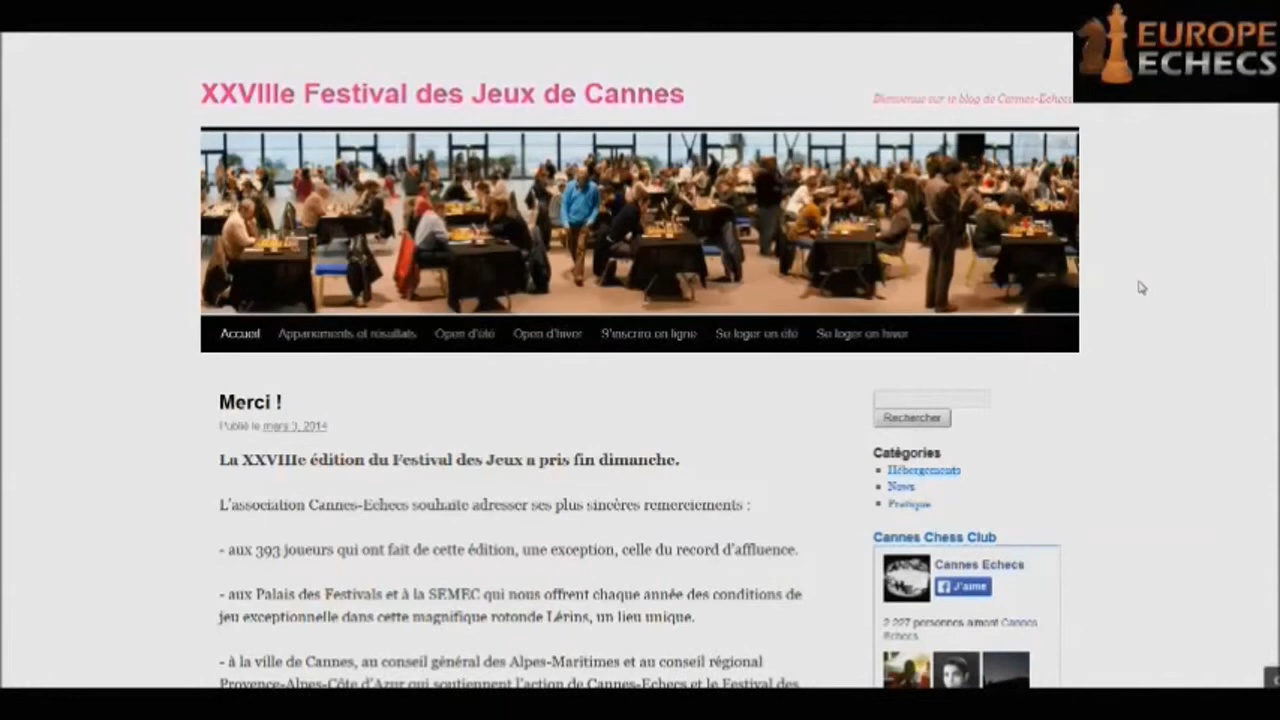 EUROPE
ECHECS
XXVIIIe Festival des Jeux de Cannes
Bienvenue sur le blog de Cannes-Echecs
Accueil Appariements et résultats Open d'été Open d'hiver S'inscrire en ligne Se loger en été Se loger en hiver
Merci !
Publié le mars 3, 2014
La XXVIIIe édition du Festival des Jeux a pris fin dimanche.
L'association Cannes-Echecs souhaite adresser ses plus sincères remerciements :
- aux 393 joueurs qui ont fait de cette édition, une exception, celle du record d'affluence.
- aux Palais des Festivals et à la SEMEC qui nous offrent chaque année des conditions de
jeu exceptionnelle dans cette magnifique rotonde Lérins, un lieu unique.
- à la ville de Cannes, au conseil général des Alpes-Maritimes et au conseil régional
Provence-Alpes-Côte d'Azur qui soutiennent l'action de Cannes-Echecs et le Festival des
Rechercher
Catégories
Hébergements
News
Pratique
Cannes Chess Club
Cannes Echecs
J'aime
2 227 personnes aiment Cannes
Echecs